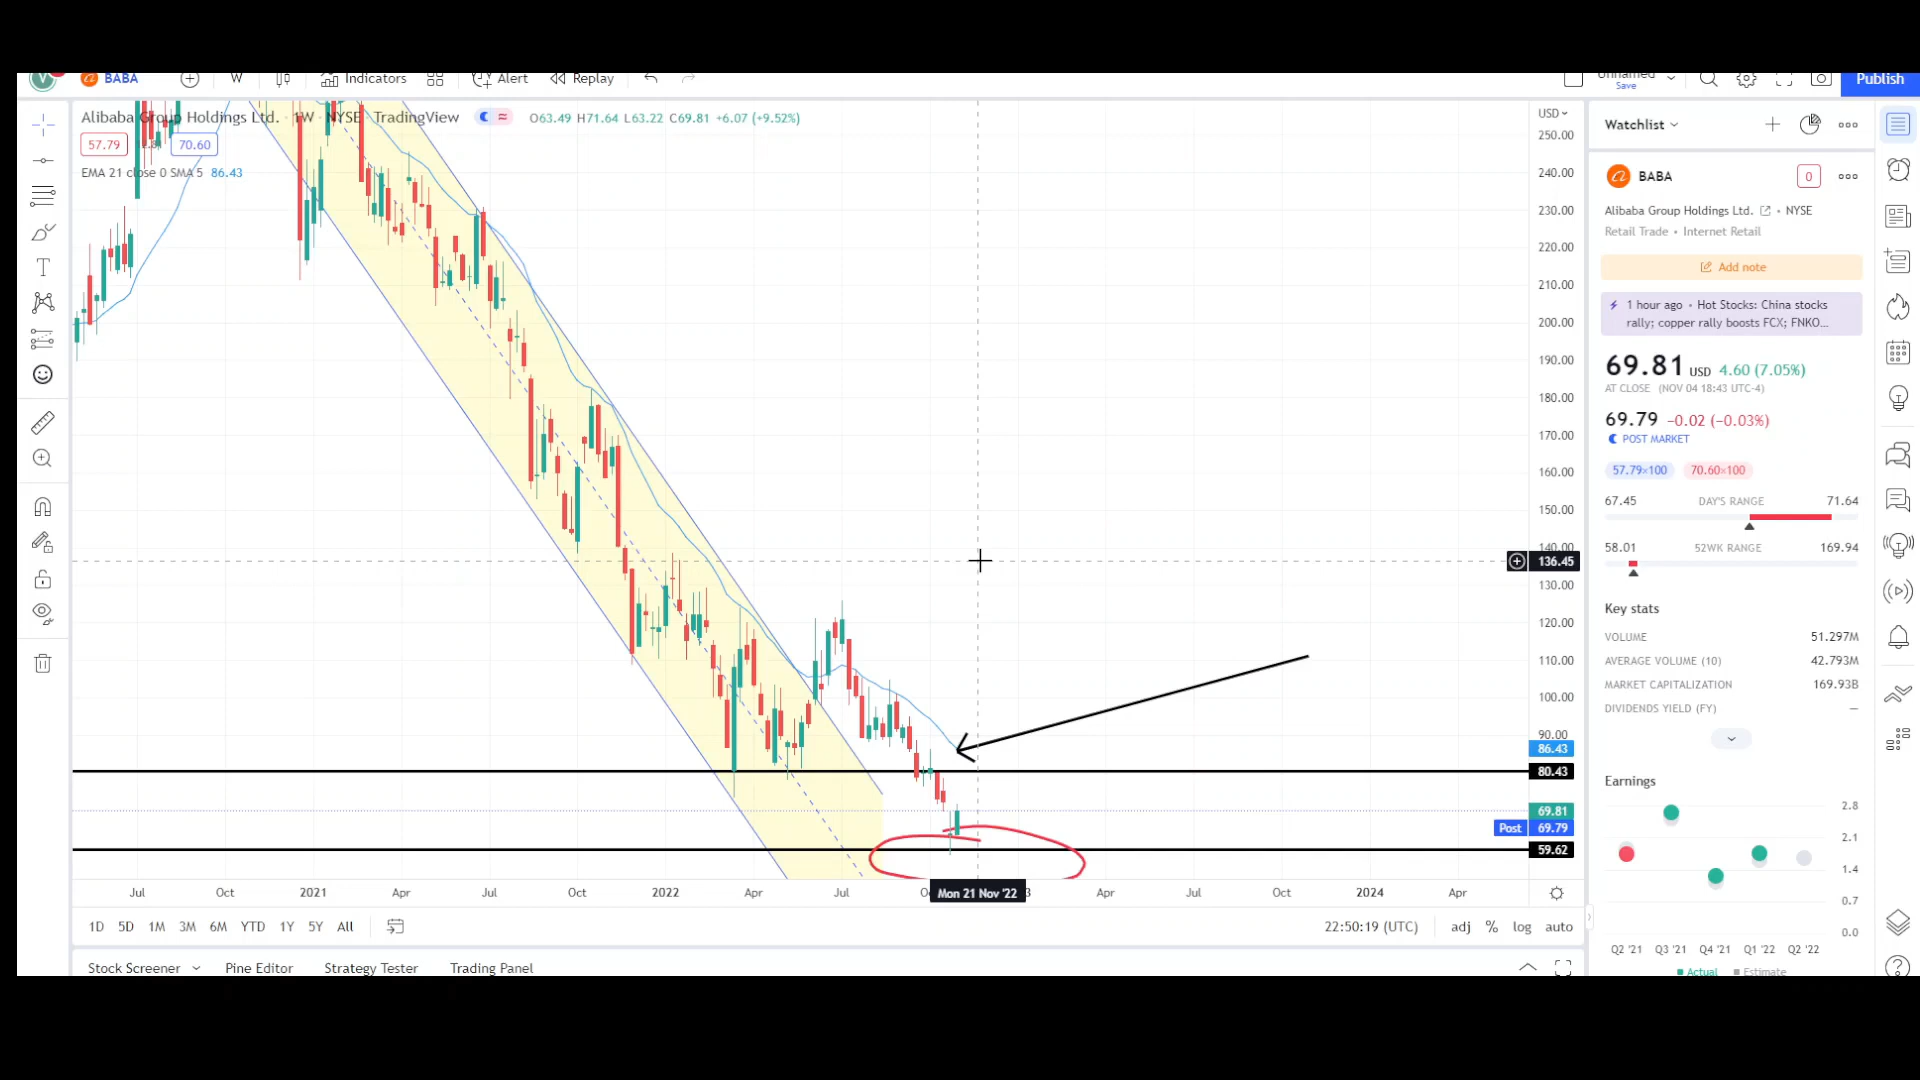 V BABA W Indicators Alert Replay Unnamed Save Publish
Alibaba Group Holdings Ltd. · 1W · NYSE · TradingView O63.49 H71.64 L63.22 C69.81 +6.07 (+9.52%)
57.79 70.60
EMA 21 close 0 SMA 5 86.43
USD
250.00
240.00
230.00
220.00
210.00
200.00
190.00
180.00
170.00
160.00
150.00
140.00
136.45
130.00
120.00
110.00
100.00
90.00
86.43
80.43
69.81
Post 69.79
59.62
Jul Oct 2021 Apr Jul Oct 2022 Apr Jul Mon 21 Nov '22 Apr Jul Oct 2024 Apr
1D 5D 1M 3M 6M YTD 1Y 5Y All 22:50:19 (UTC) adj % log auto
Stock Screener Pine Editor Strategy Tester Trading Panel
Watchlist
BABA 0
Alibaba Group Holdings Ltd. • NYSE
Retail Trade • Internet Retail
Add note
1 hour ago • Hot Stocks: China stocks
rally; copper rally boosts FCX; FNKO...
69.81 USD 4.60 (7.05%)
AT CLOSE (NOV 04 18:43 UTC-4)
69.79 −0.02 (−0.03%)
POST MARKET
57.79×100 70.60×100
67.45 DAY'S RANGE 71.64
58.01 52WK RANGE 169.94
Key stats
VOLUME 51.297M
AVERAGE VOLUME (10) 42.793M
MARKET CAPITALIZATION 169.93B
DIVIDENDS YIELD (FY) —
Earnings
2.8
2.1
1.4
0.7
0.0
Q2 '21 Q3 '21 Q4 '21 Q1 '22 Q2 '22
Actual Estimate